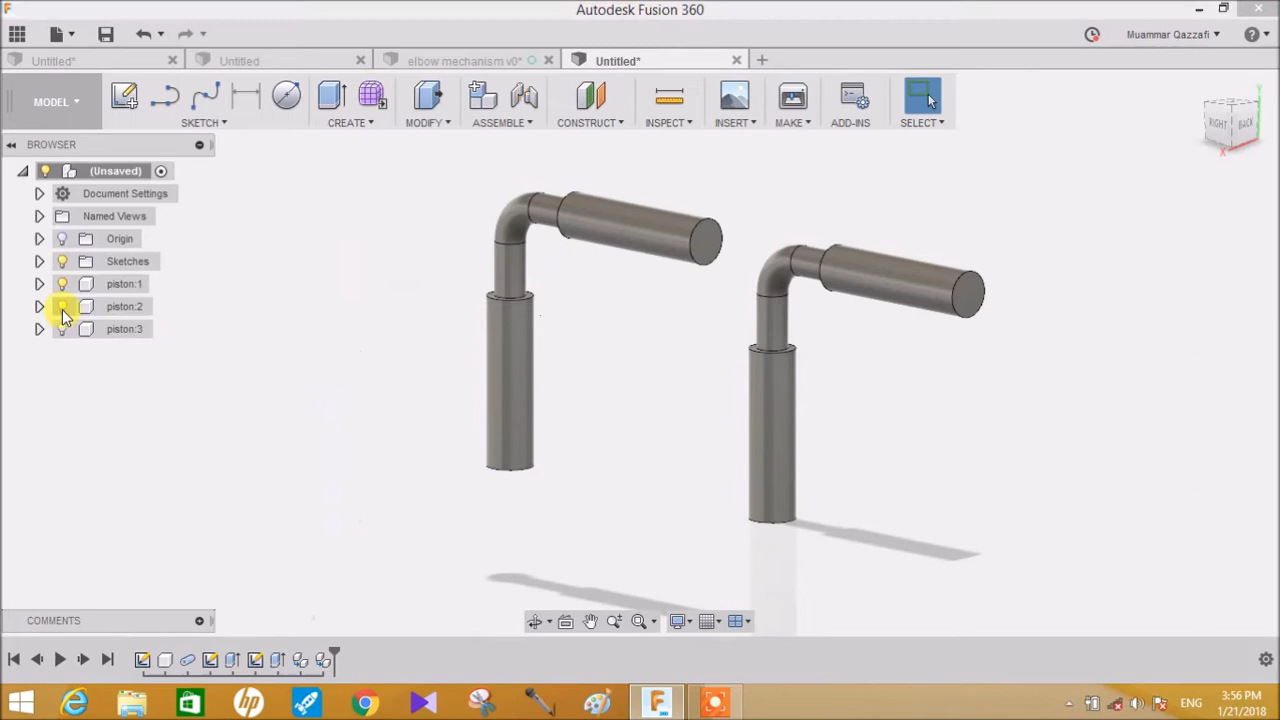 Autodesk Fusion 360
Muammar Qazzafi
Untitled*
Untitled
elbow mechanism v0*
Untitled*
MODEL
SKETCH
CREATE
MODIFY
ASSEMBLE
CONSTRUCT
INSPECT
INSERT
MAKE
ADD-INS
SELECT
RIGHT
BACK
Y
X
BROWSER
(Unsaved)
Document Settings
Named Views
Origin
Sketches
piston:1
piston:2
piston:3
COMMENTS
ENG
3:56 PM
1/21/2018